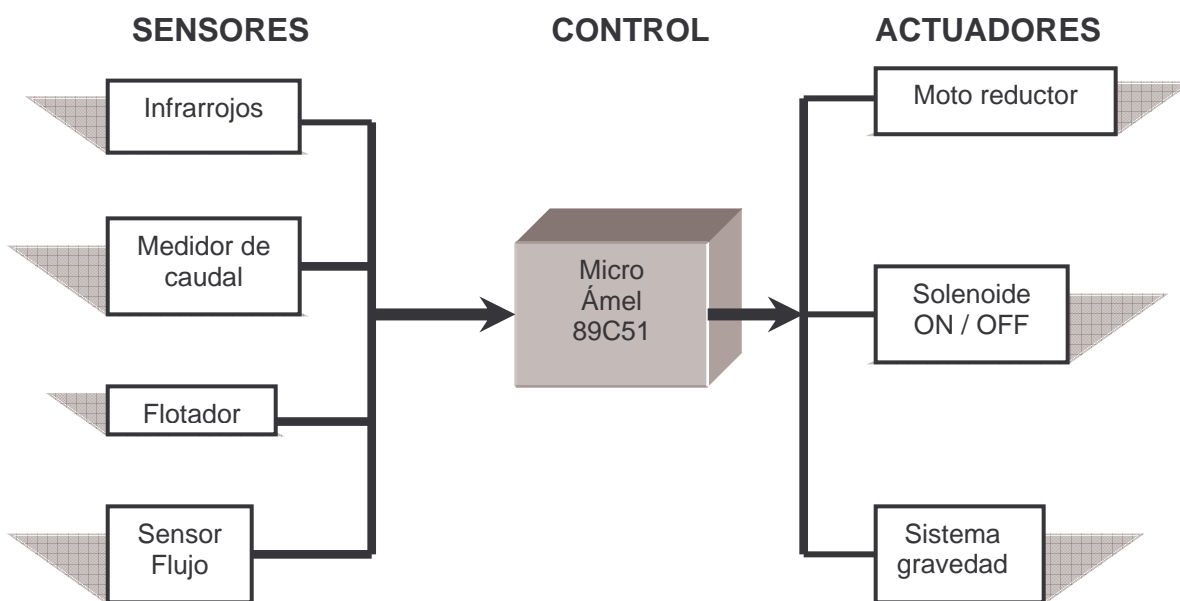 SENSORES
CONTROL
ACTUADORES
Infrarrojos
Medidor de
caudal
Flotador
Sensor
Flujo
Micro
Ámel
89C51
Moto reductor
Solenoide
ON / OFF
Sistema
gravedad